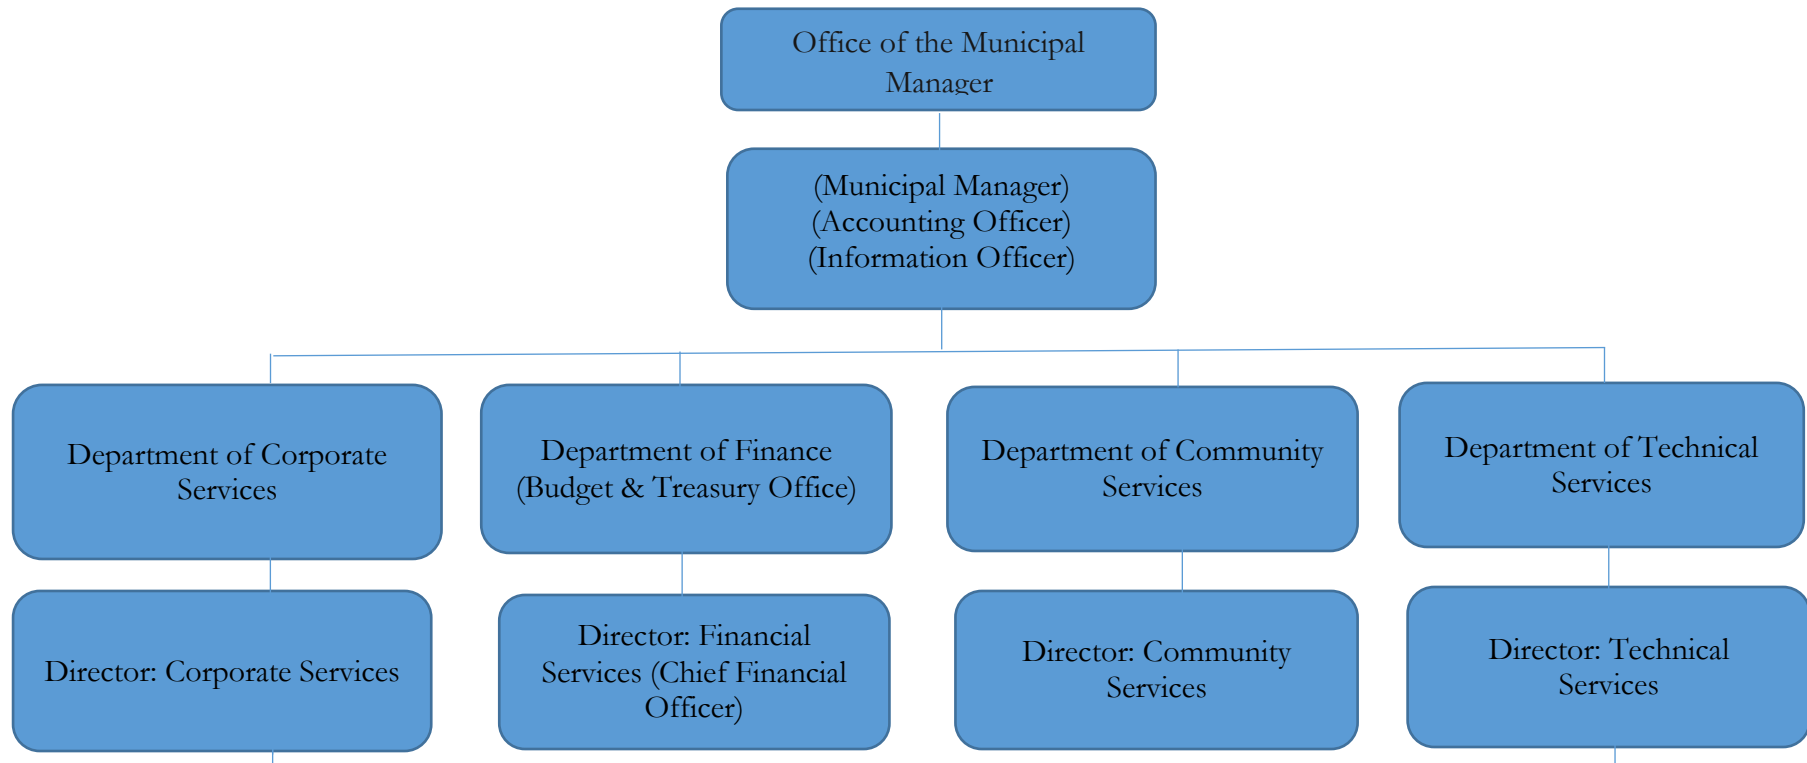 Office of the Municipal
Manager
(Municipal Manager)
(Accounting Officer)
(Information Officer)
Department of Corporate
Services
Department of Finance
(Budget & Treasury Office)
Department of Community
Services
Department of Technical
Services
Director: Corporate Services
Director: Financial
Services (Chief Financial
Officer)
Director: Community
Services
Director: Technical
Services